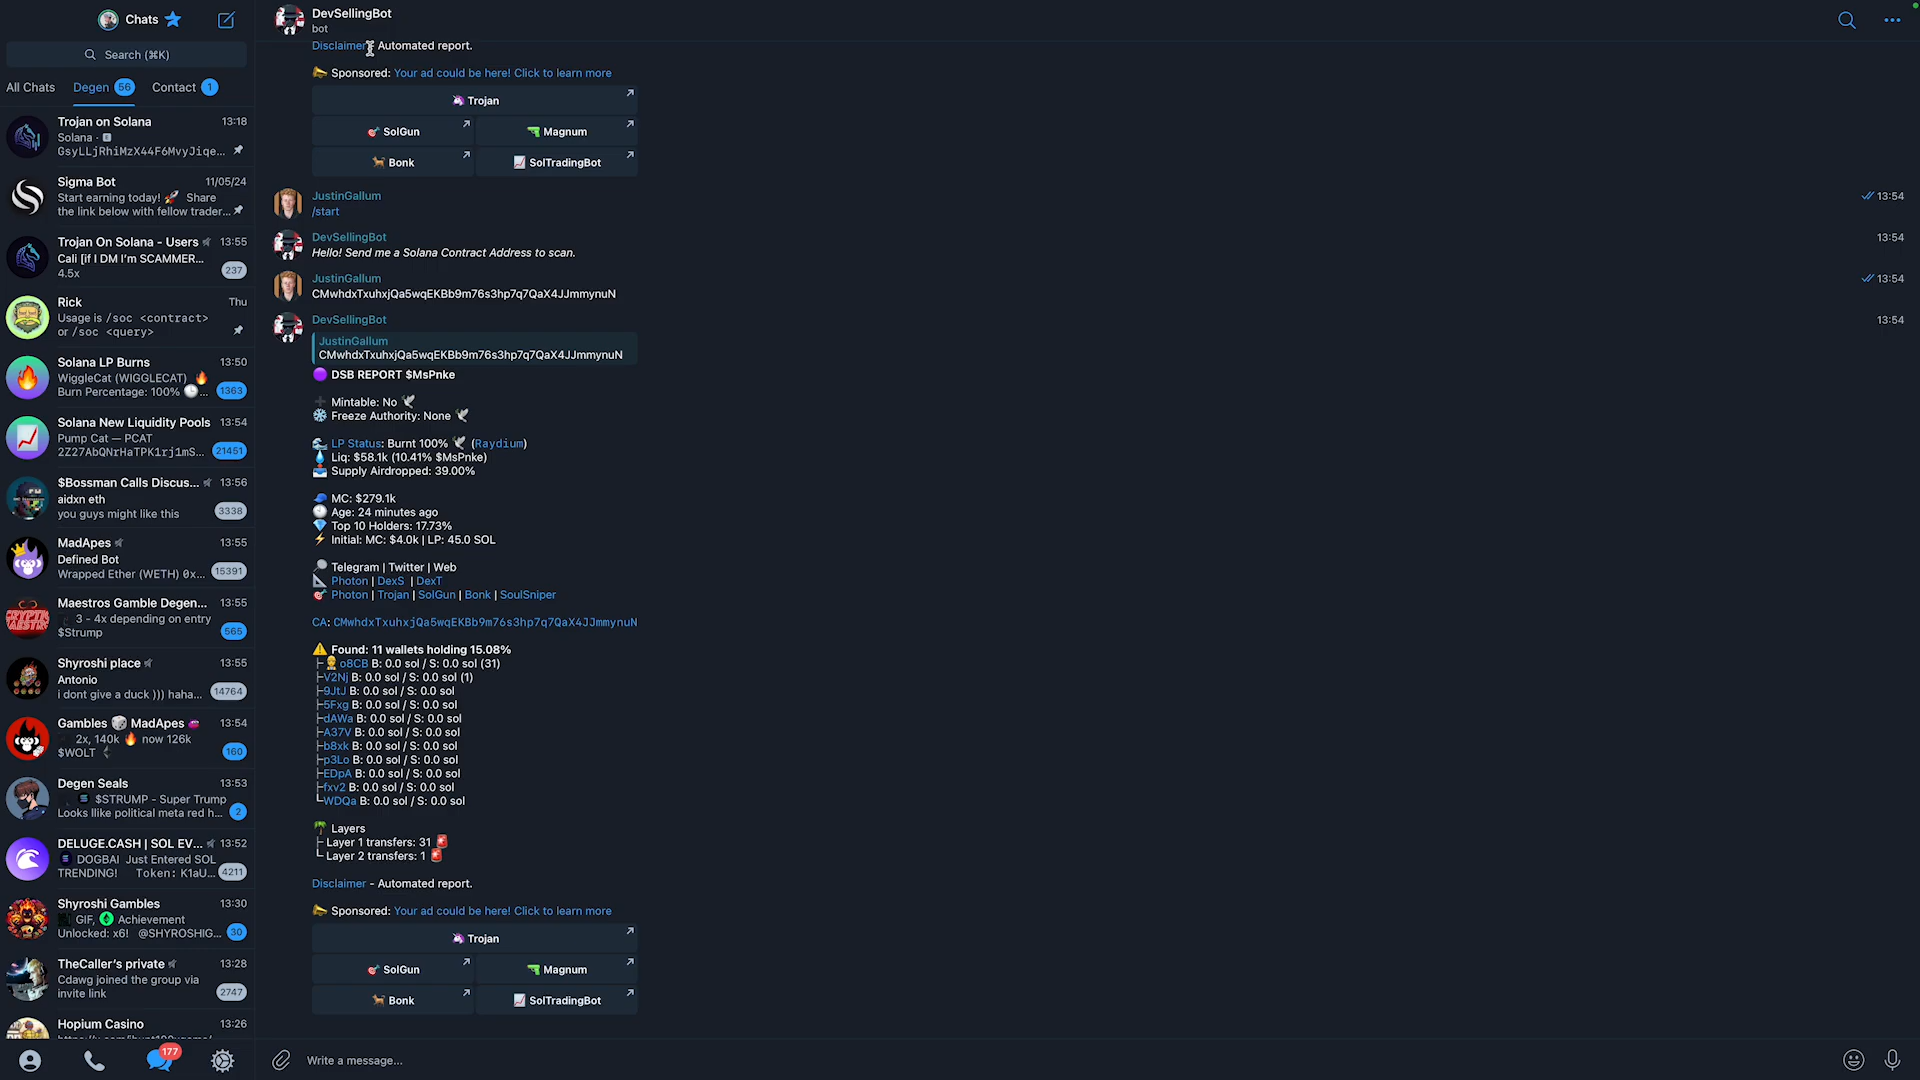 Chats
Search (⌘K)
All Chats
Degen 56
Contact 1
Trojan on Solana 13:18
Solana ·
GsyLLjRhiMzX44F6MvyJiqe...
Sigma Bot 11/05/24
Start earning today! Share
the link below with fellow trader...
Trojan On Solana - Users 13:55
Cali [if I DM I'm SCAMMER...
4.5x 237
Rick Thu
Usage is /soc <contract>
or /soc <query>
Solana LP Burns 13:50
WiggleCat (WIGGLECAT)
Burn Percentage: 100% ... 1363
Solana New Liquidity Pools 13:54
Pump Cat — PCAT
2Z27AbQNrHaTPK1rj1mS... 21451
$Bossman Calls Discus... 13:56
aidxn eth
you guys might like this 3338
MadApes 13:55
Defined Bot
Wrapped Ether (WETH) 0x... 15391
Maestros Gamble Degen... 13:55
3 - 4x depending on entry
$Strump 565
Shyroshi place 13:55
Antonio
i dont give a duck ))) haha... 14764
Gambles MadApes 13:54
2x, 140k now 126k
$WOLT 160
Degen Seals 13:53
$STRUMP - Super Trump
Looks llike political meta red h... 2
DELUGE.CASH | SOL EV... 13:52
DOGBAI Just Entered SOL
TRENDING! Token: K1aU... 4211
Shyroshi Gambles 13:30
GIF, Achievement
Unlocked: x6! @SHYROSHIG... 30
TheCaller's private 13:28
Cdawg joined the group via
invite link 2747
Hopium Casino 13:26
177
DevSellingBot
bot
Disclaimer Automated report.
Sponsored: Your ad could be here! Click to learn more
Trojan
SolGun
Magnum
Bonk
SolTradingBot
JustinGallum 13:54
/start
DevSellingBot 13:54
Hello! Send me a Solana Contract Address to scan.
JustinGallum 13:54
CMwhdxTxuhxjQa5wqEKBb9m76s3hp7q7QaX4JJmmynuN
DevSellingBot 13:54
JustinGallum
CMwhdxTxuhxjQa5wqEKBb9m76s3hp7q7QaX4JJmmynuN
DSB REPORT $MsPnke
Mintable: No
Freeze Authority: None
LP Status: Burnt 100% (Raydium)
Liq: $58.1k (10.41% $MsPnke)
Supply Airdropped: 39.00%
MC: $279.1k
Age: 24 minutes ago
Top 10 Holders: 17.73%
Initial: MC: $4.0k | LP: 45.0 SOL
Telegram | Twitter | Web
Photon | DexS | DexT
Photon | Trojan | SolGun | Bonk | SoulSniper
CA: CMwhdxTxuhxjQa5wqEKBb9m76s3hp7q7QaX4JJmmynuN
Found: 11 wallets holding 15.08%
o8CB B: 0.0 sol / S: 0.0 sol (31)
V2Nj B: 0.0 sol / S: 0.0 sol (1)
9JtJ B: 0.0 sol / S: 0.0 sol
5Fxg B: 0.0 sol / S: 0.0 sol
dAWa B: 0.0 sol / S: 0.0 sol
A37V B: 0.0 sol / S: 0.0 sol
b8xk B: 0.0 sol / S: 0.0 sol
p3Lo B: 0.0 sol / S: 0.0 sol
EDpA B: 0.0 sol / S: 0.0 sol
fxv2 B: 0.0 sol / S: 0.0 sol
WDQa B: 0.0 sol / S: 0.0 sol
Layers
Layer 1 transfers: 31
Layer 2 transfers: 1
Disclaimer - Automated report.
Sponsored: Your ad could be here! Click to learn more
Trojan
SolGun
Magnum
Bonk
SolTradingBot
Write a message...